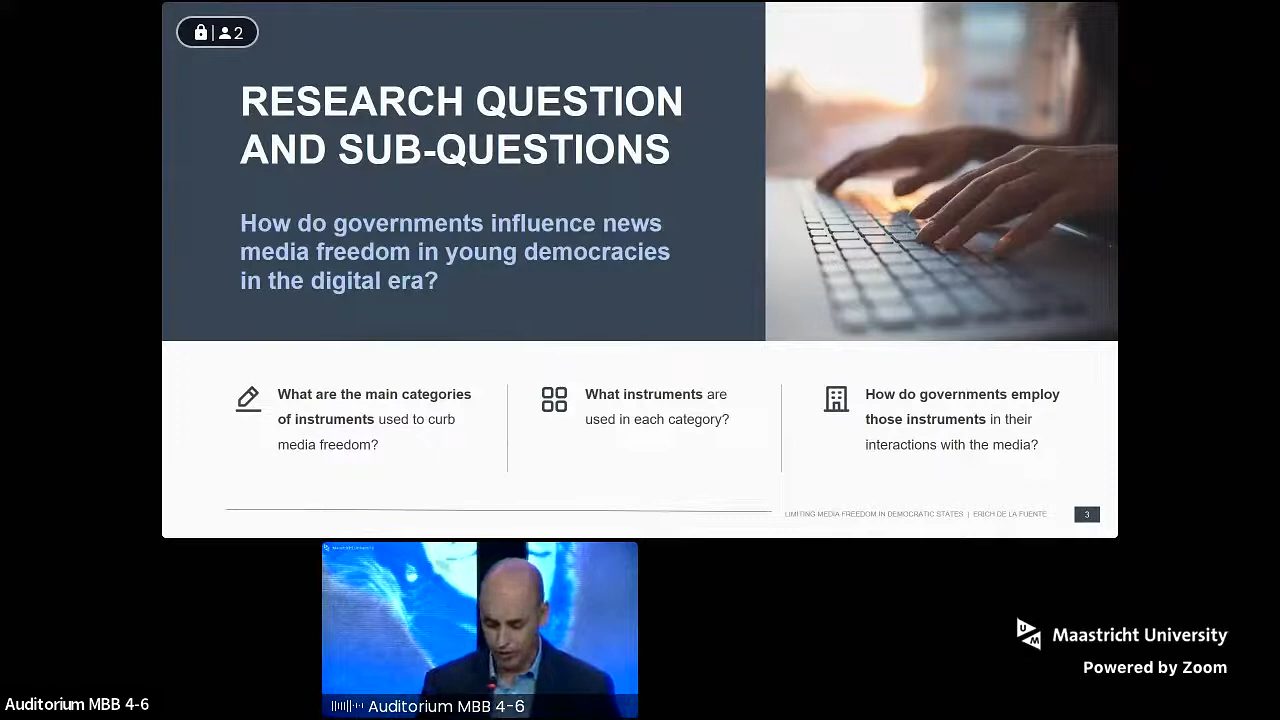 2
RESEARCH QUESTION
AND SUB-QUESTIONS
How do governments influence news
media freedom in young democracies
in the digital era?
What are the main categories
of instruments used to curb
media freedom?
What instruments are
used in each category?
How do governments employ
those instruments in their
interactions with the media?
LIMITING MEDIA FREEDOM IN DEMOCRATIC STATES | ERICH DE LA FUENTE
3
Maastricht University
Auditorium MBB 4-6
UM
Maastricht University
Powered by Zoom
Auditorium MBB 4-6